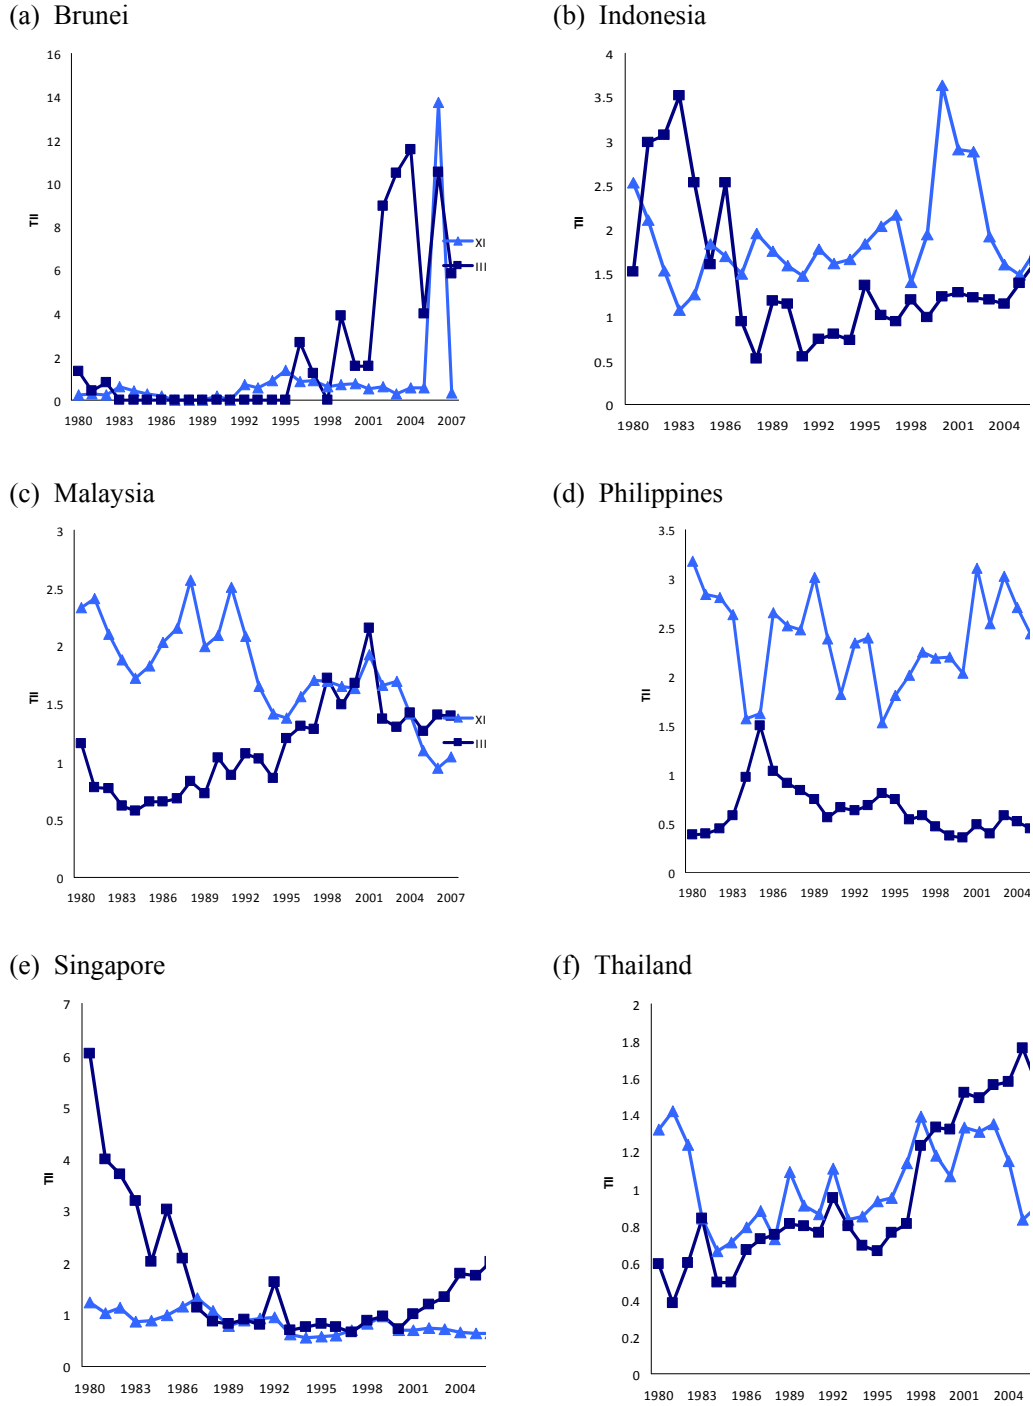 (a) Brunei
16
14
12
10
8
6
4
2
0
TII
XI
III
1980 1983 1986 1989 1992 1995 1998 2001 2004 2007
(b) Indonesia
4
3.5
3
2.5
2
1.5
1
0.5
0
TII
1980 1983 1986 1989 1992 1995 1998 2001 2004
(c) Malaysia
3
2.5
2
1.5
1
0.5
0
TII
XI
III
1980 1983 1986 1989 1992 1995 1998 2001 2004 2007
(d) Philippines
3.5
3
2.5
2
1.5
1
0.5
0
TII
1980 1983 1986 1989 1992 1995 1998 2001 2004
(e) Singapore
7
6
5
4
3
2
1
0
TII
1980 1983 1986 1989 1992 1995 1998 2001 2004
(f) Thailand
2
1.8
1.6
1.4
1.2
1
0.8
0.6
0.4
0.2
0
TII
1980 1983 1986 1989 1992 1995 1998 2001 2004